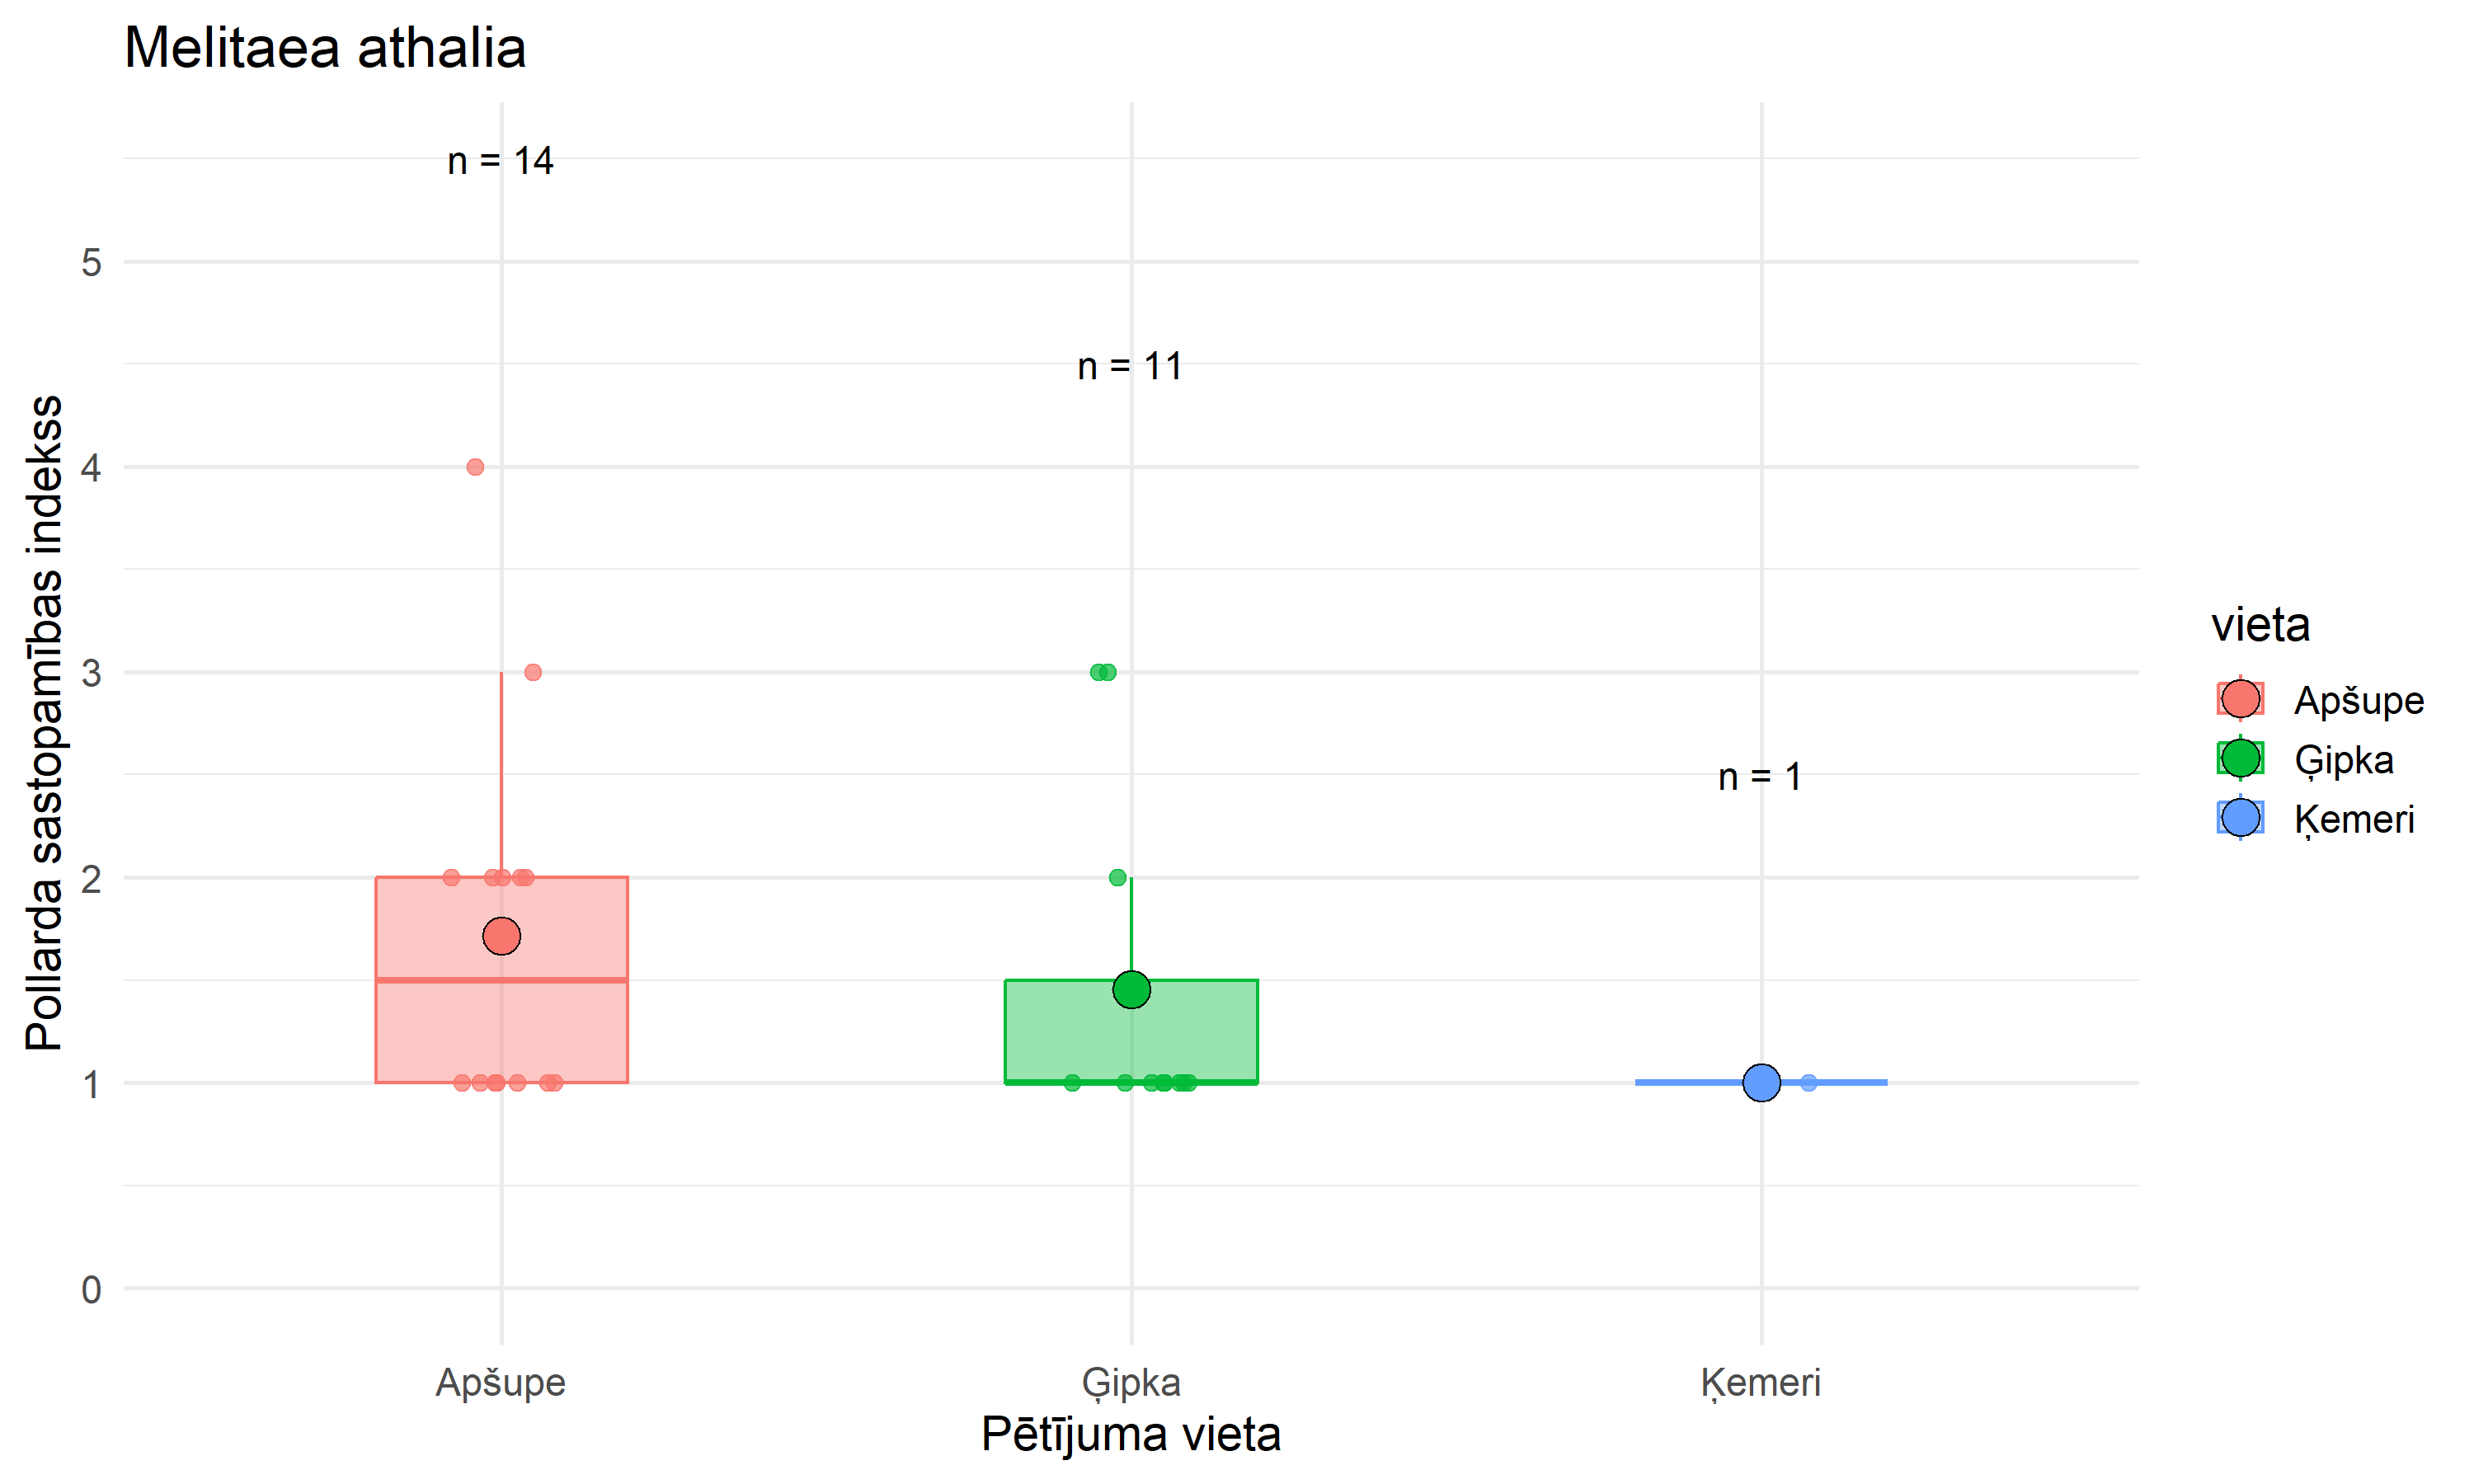 Melitaea athalia
n = 14
n = 11
n = 1
5
4
3
2
1
0
Pollarda sastopamības indekss
Apšupe
Ģipka
Ķemeri
Pētījuma vieta
vieta
Apšupe
Ģipka
Ķemeri